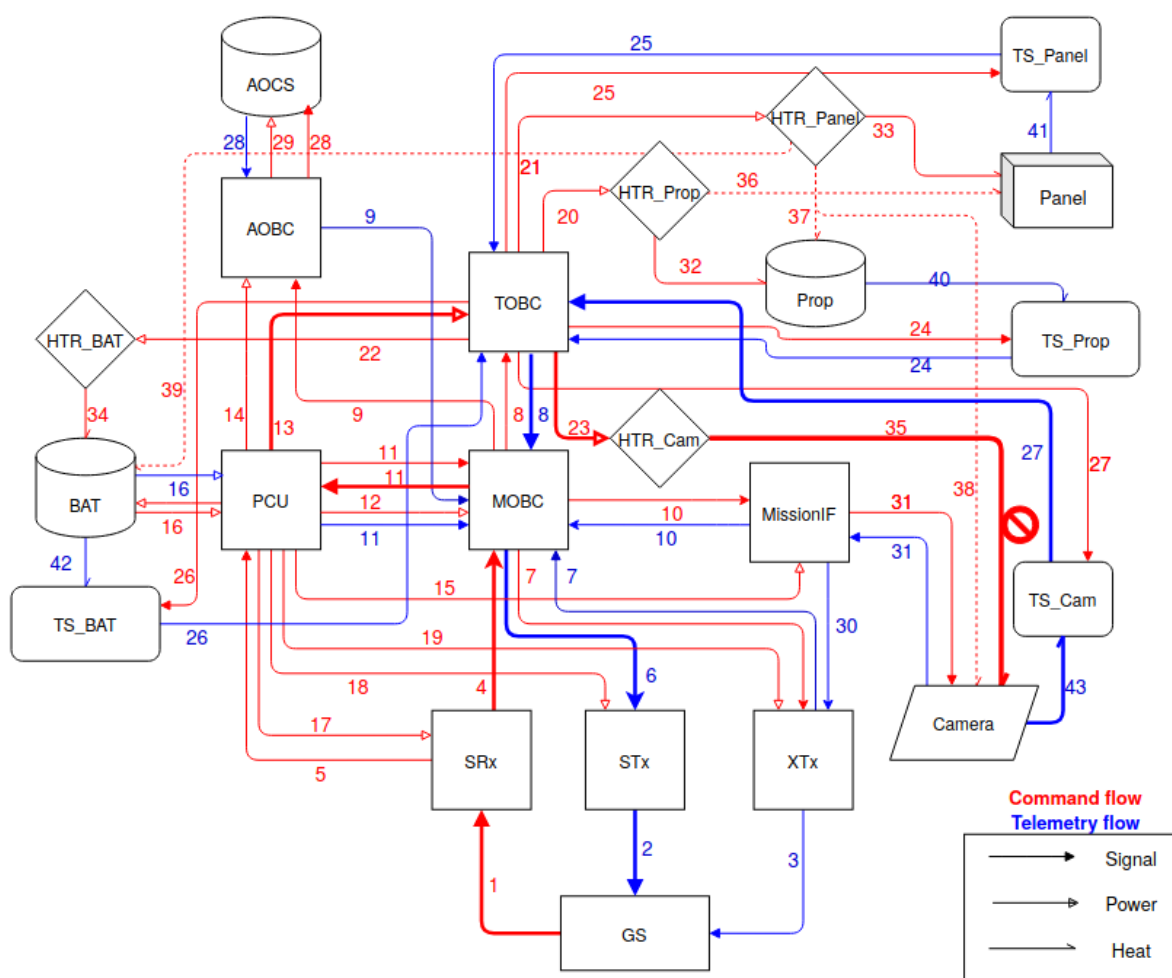 25
TS_Panel
AOCS
25
HTR_Panel
33
41
28
29
28
21
HTR_Prop
36
Panel
20
37
AOBC
9
32
TOBC
Prop
40
HTR_BAT
24
TS_Prop
22
24
39
34
14
13
9
8
8
23
HTR_Cam
35
11
27
27
16
BAT
PCU
11
MOBC
38
31
MissionIF
16
12
10
11
10
31
42
26
7
7
15
TS_BAT
26
TS_Cam
30
19
18
4
6
43
17
SRx
STx
XTx
Camera
5
Command flow
Telemetry flow
2
3
Signal
1
Power
GS
Heat